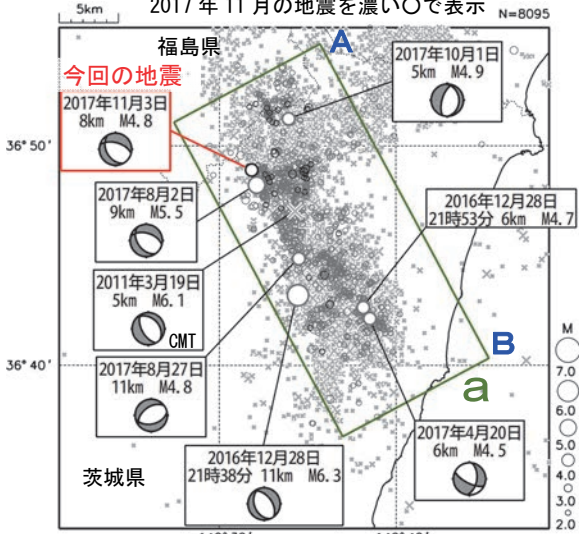 2017年11月の地震を濃い○で表示
5km
N=8095
福島県
A
今回の地震
2017年11月3日
8km M4.8
2017年10月1日
5km M4.9
36°50'
2017年8月2日
9km M5.5
2016年12月28日
21時53分 6km M4.7
2011年3月19日
5km M6.1
CMT
B
36°40'
a
M
7.0
6.0
5.0
4.0
3.0
2.0
2017年8月27日
11km M4.8
2017年4月20日
6km M4.5
茨城県
2016年12月28日
21時38分 11km M6.3